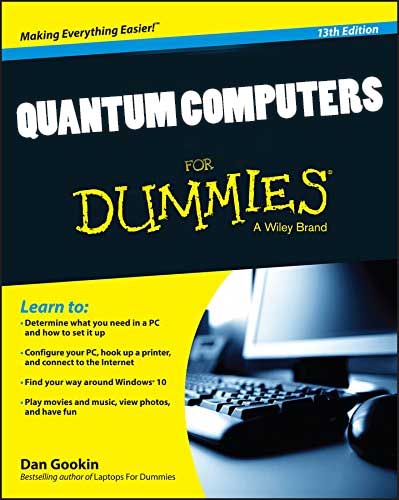 Making Everything Easier!™
13th Edition
QUANTUM COMPUTERS
FOR
DUMMIES®
A Wiley Brand
Learn to:
• Determine what you need in a PC
and how to set it up
• Configure your PC, hook up a printer,
and connect to the Internet
• Find your way around Windows® 10
• Play movies and music, view photos,
and have fun
Dan Gookin
Bestselling author of Laptops For Dummies